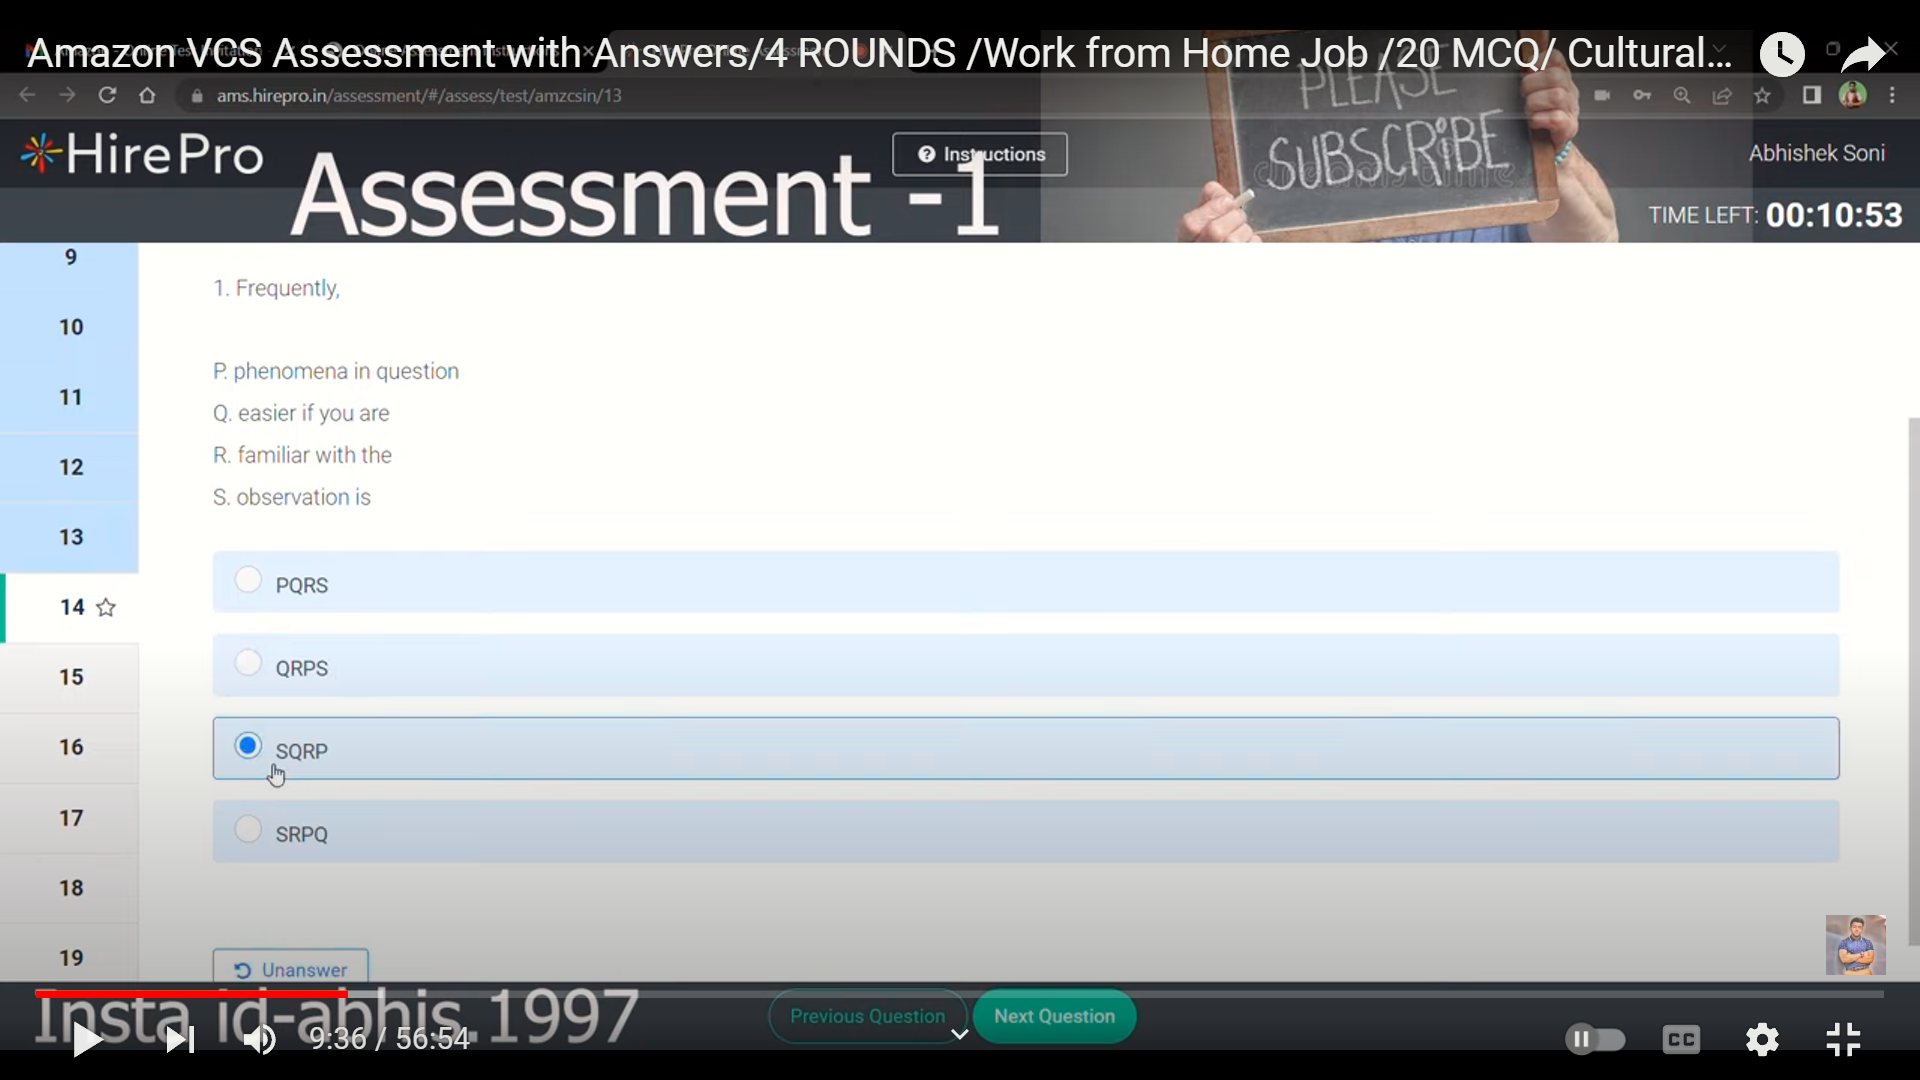 Amazon VCS Assessment with Answers/4 ROUNDS /Work from Home Job /20 MCQ/ Cultural...
ams.hirepro.in/assessment/#/assess/test/amzcsin/13
HirePro
Instructions
PLEASE
SUBSCRIBE
Abhishek Soni
Assessment -1
TIME LEFT: 00:10:53
9
1. Frequently,
10
P. phenomena in question
11
Q. easier if you are
R. familiar with the
12
S. observation is
13
PQRS
14
QRPS
15
16
SQRP
17
SRPQ
18
19
Unanswer
Insta id-abhis.1997
Previous Question
Next Question
9:36 / 56:54
CC